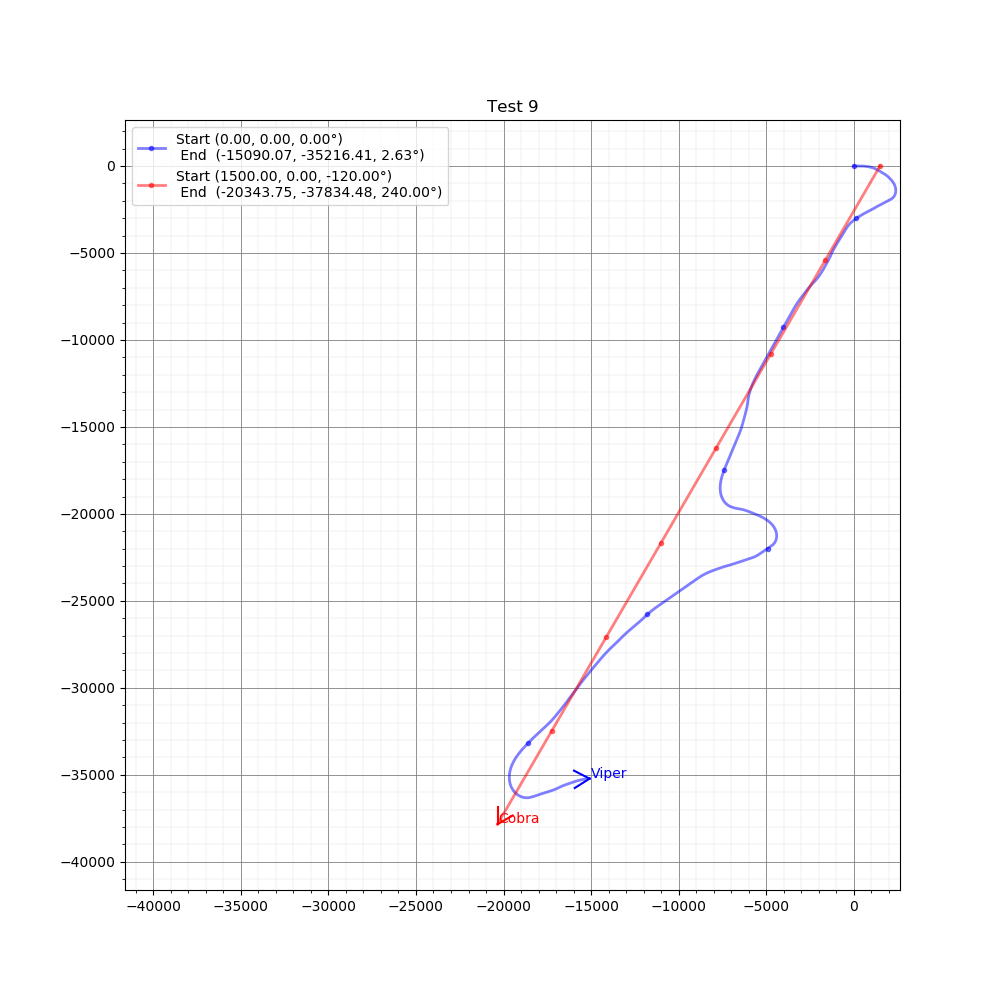 Test 9
Start (0.00, 0.00, 0.00°)
End (-15090.07, -35216.41, 2.63°)
Start (1500.00, 0.00, -120.00°)
End (-20343.75, -37834.48, 240.00°)
0
−5000
−10000
−15000
−20000
−25000
−30000
−35000
−40000
Viper
Cobra
−40000 −35000 −30000 −25000 −20000 −15000 −10000 −5000 0